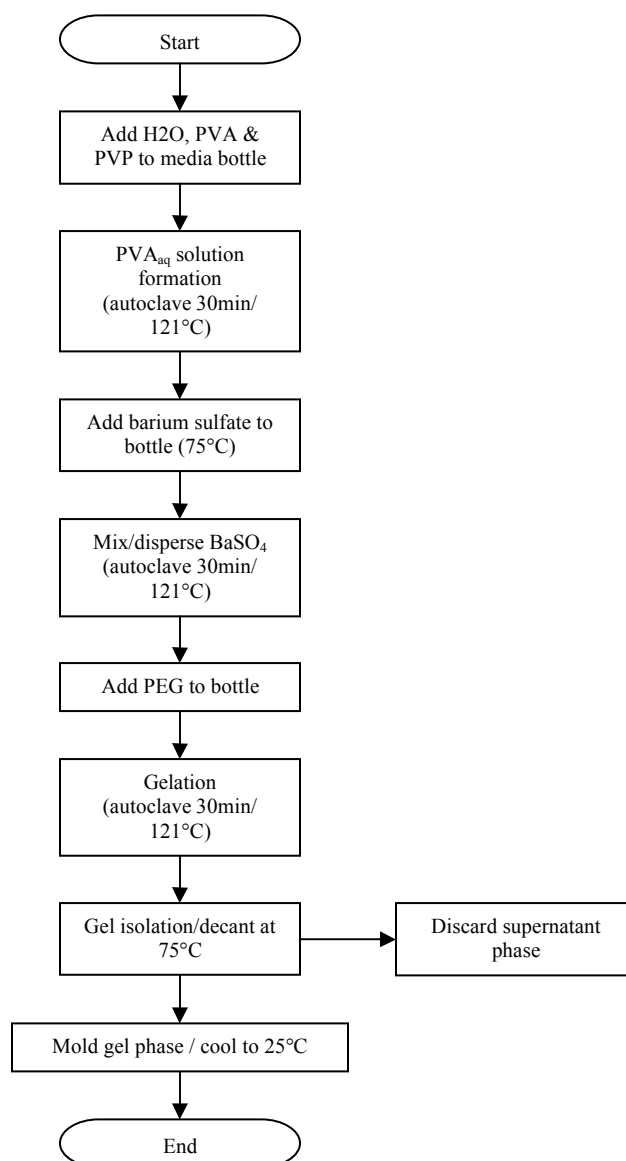 Start
Add H2O, PVA &
PVP to media bottle
PVAaq solution
formation
(autoclave 30min/
121°C)
Add barium sulfate to
bottle (75°C)
Mix/disperse BaSO4
(autoclave 30min/
121°C)
Add PEG to bottle
Gelation
(autoclave 30min/
121°C)
Gel isolation/decant at
75°C
Discard supernatant
phase
Mold gel phase / cool to 25°C
End